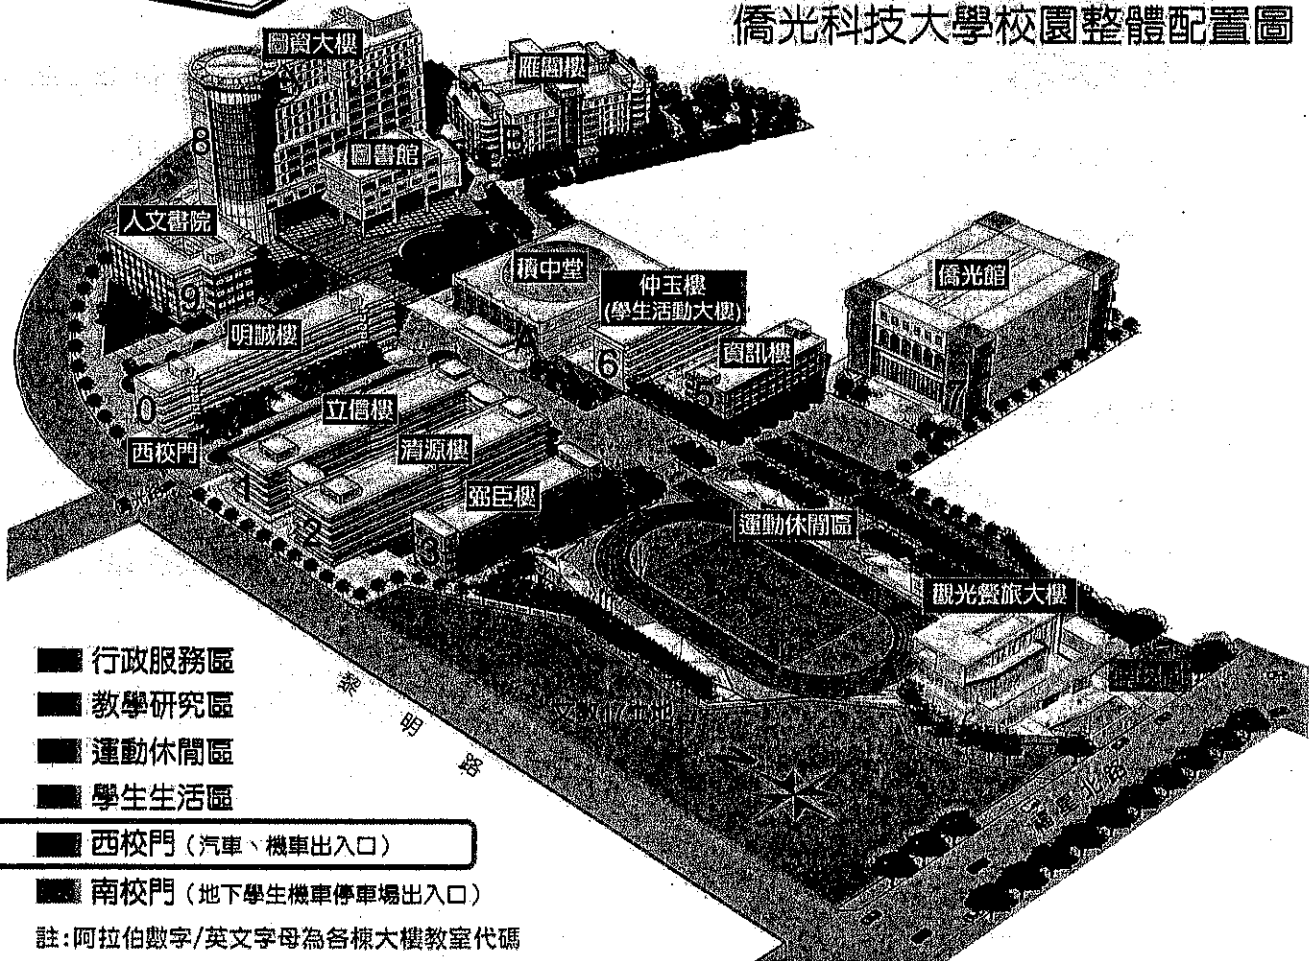 僑光科技大學校園整體配置圖
圖貿大樓
雁閣樓
8
B
圖書館
人文書院
9
積中堂
仲玉樓
(學生活動大樓)
僑光館
明誠樓
A
6
資訊樓
5
7
0
立信樓
西校門
清源樓
1
弼臣樓
2
3
運動休閒區
觀光餐旅大樓
行政服務區
教學研究區
運動休閒區
學生生活區
西校門(汽車、機車出入口)
南校門(地下學生機車停車場出入口)
註:阿拉伯數字/英文字母為各棟大樓教室代碼
黎明路